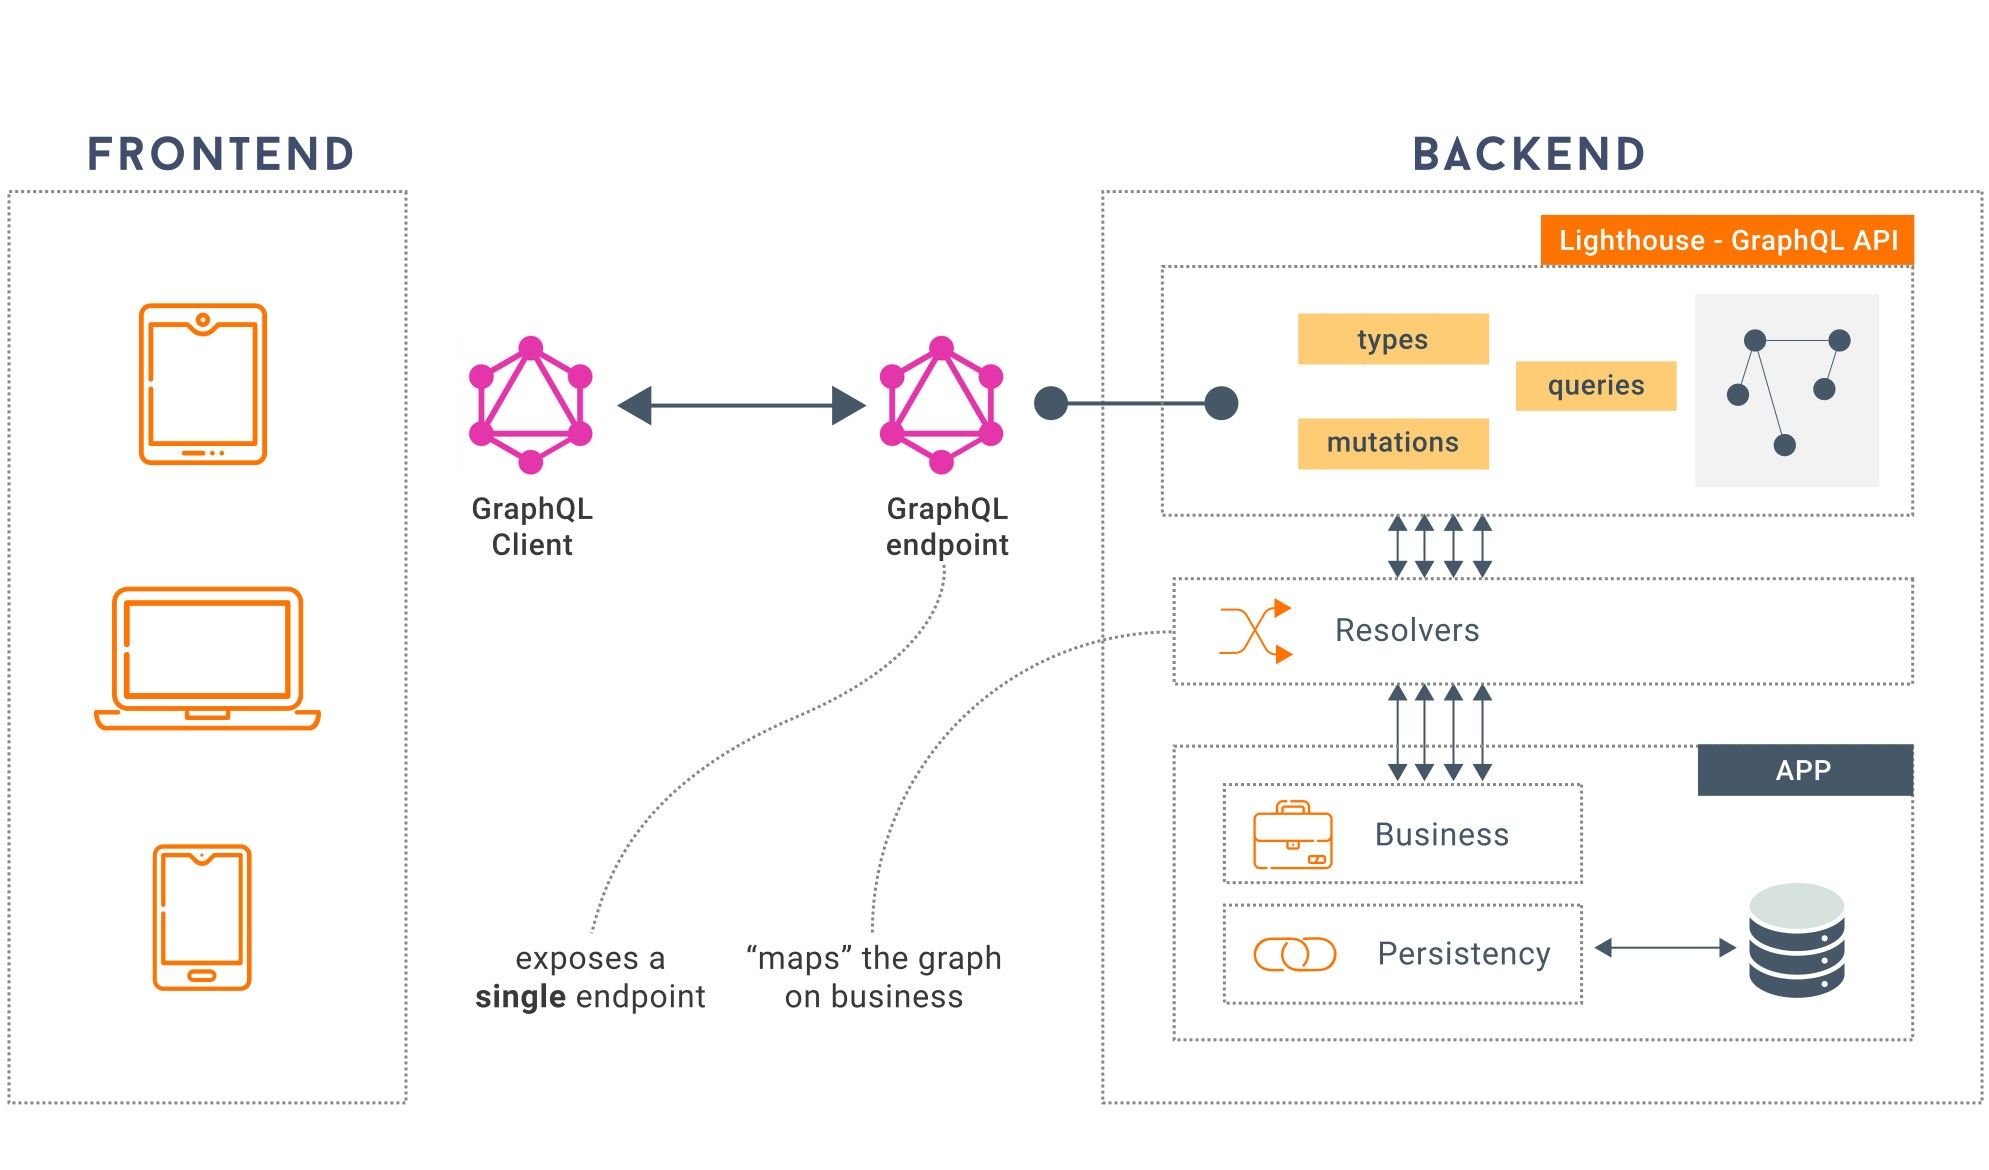 FRONTEND
BACKEND
Lighthouse - GraphQL API
types
queries
mutations
GraphQL
Client
GraphQL
endpoint
Resolvers
APP
Business
Persistency
exposes a
single endpoint
“maps” the graph
on business